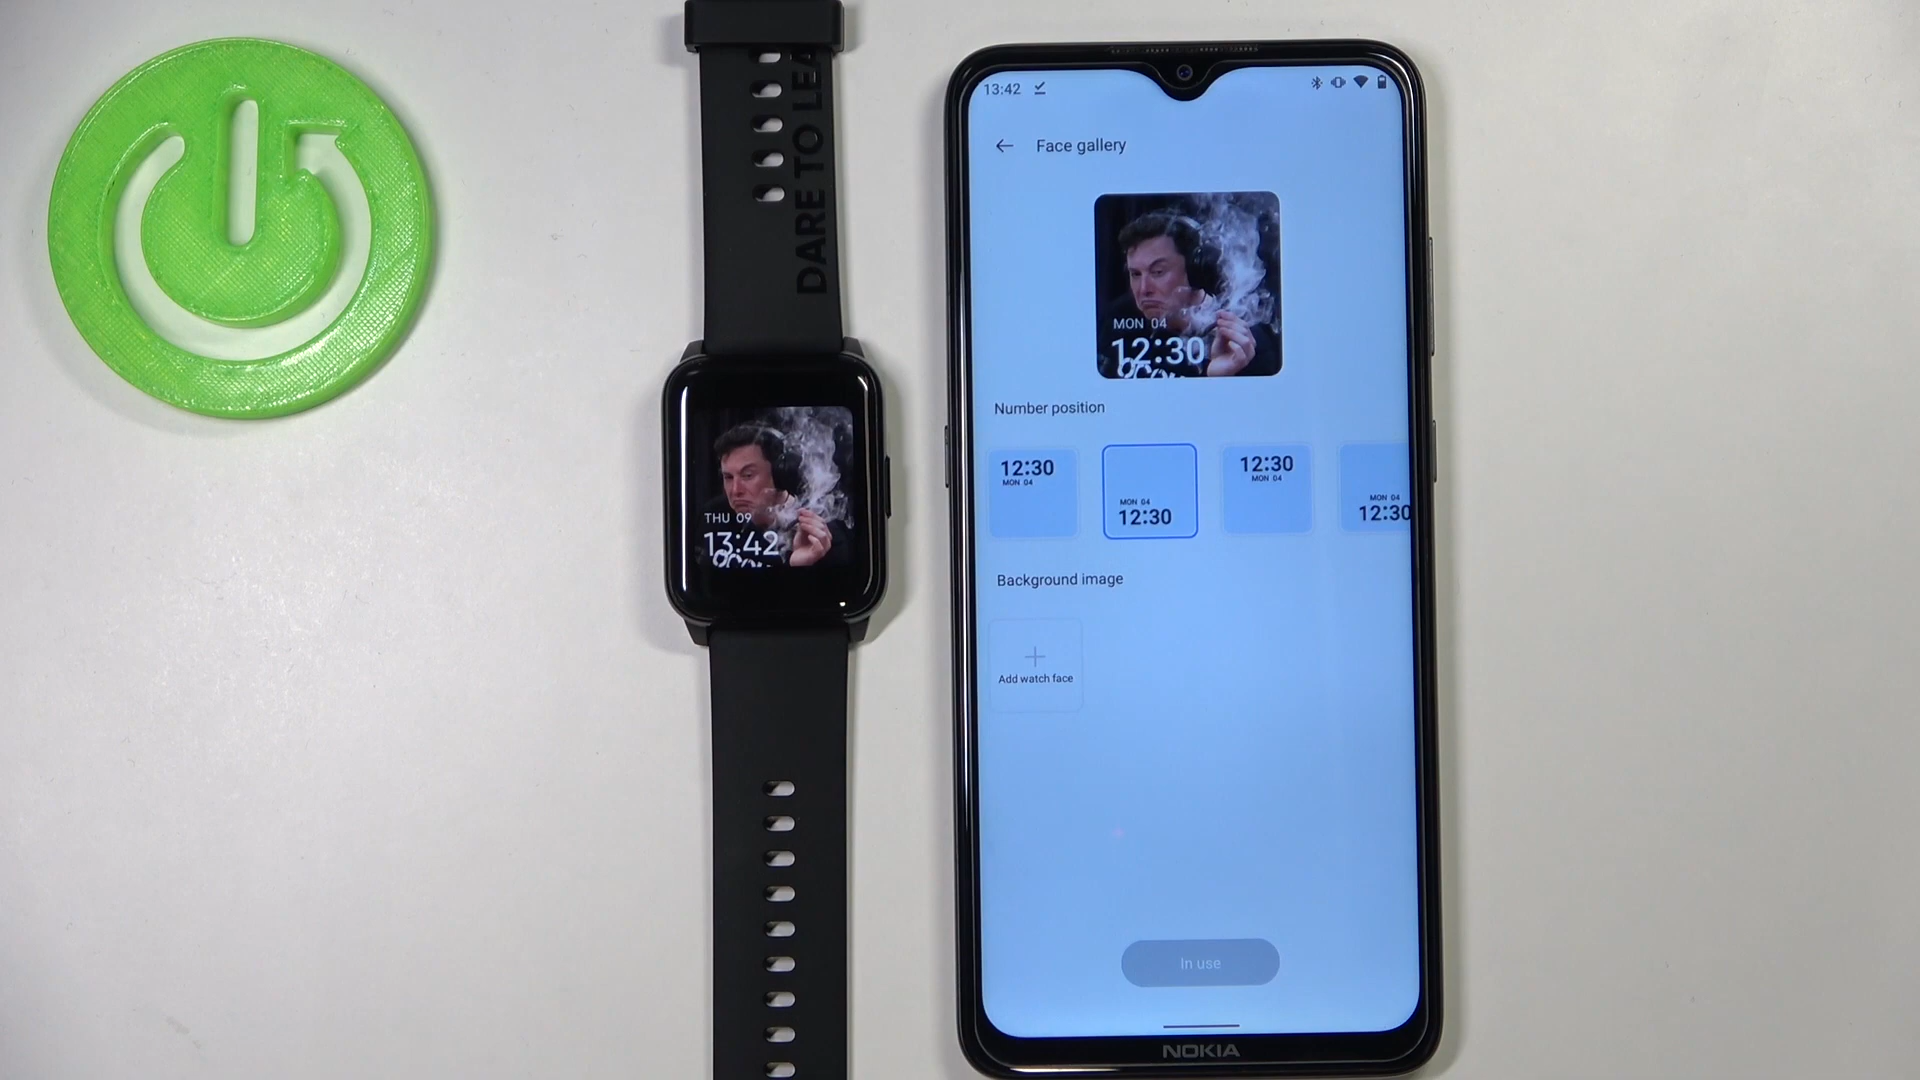 DARE TO LEA
THU 09
13:42
13:42
Face gallery
MON 04
12:30
Number position
12:30
MON 04
MON 04
12:30
12:30
MON 04
MON 04
12:30
Background image
Add watch face
In use
NOKIA